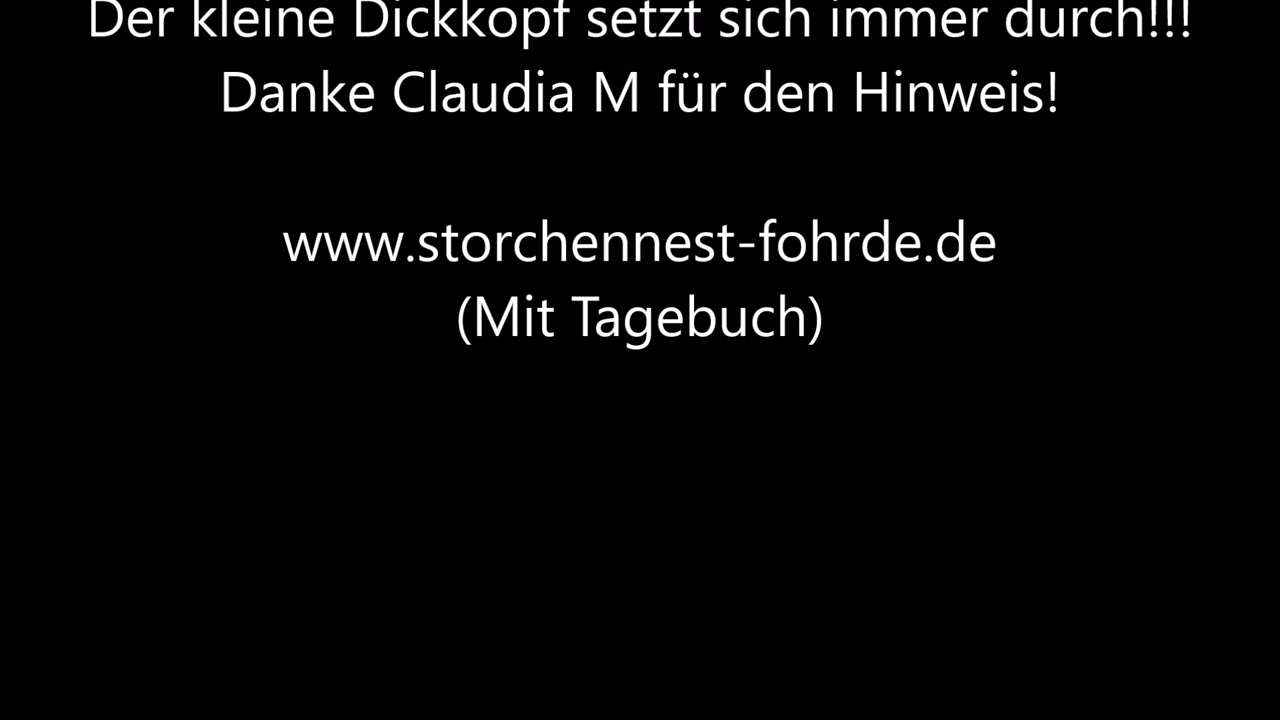 Der kleine Dickkopf setzt sich immer durch!!!
Danke Claudia M für den Hinweis!
www.storchennest-fohrde.de
(Mit Tagebuch)